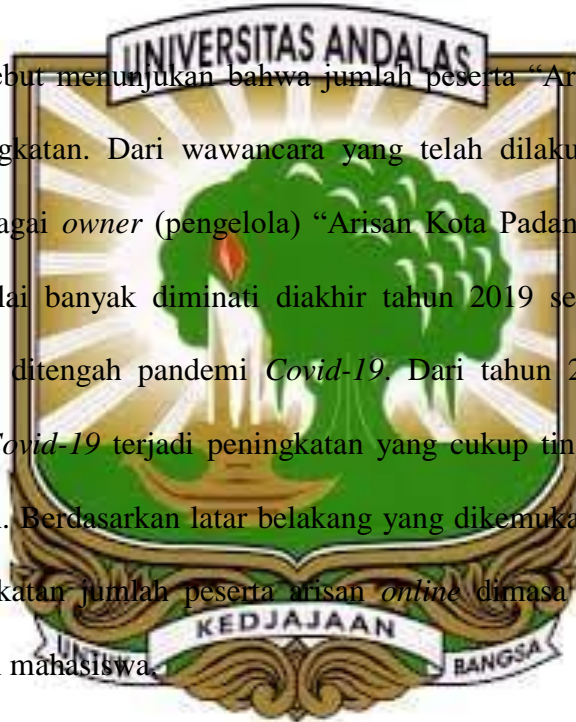 UNIVERSITAS ANDALAS
ebut menunjukan bahwa jumlah peserta “Ar
gkatan. Dari wawancara yang telah dilaku
agai owner (pengelola) “Arisan Kota Padan
lai banyak diminati diakhir tahun 2019 se
ditengah pandemi Covid-19. Dari tahun 2
Covid-19 terjadi peningkatan yang cukup tin
. Berdasarkan latar belakang yang dikemuka
katan jumlah peserta arisan online dimasa
KEDJAJAAN
UNTUK BANGSA
mahasiswa.